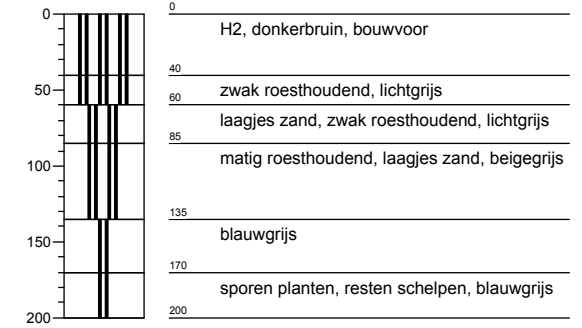 0
0
H2, donkerbruin, bouwvoor
40
50
zwak roesthoudend, lichtgrijs
60
laagjes zand, zwak roesthoudend, lichtgrijs
85
100
matig roesthoudend, laagjes zand, beigegrijs
135
150
blauwgrijs
170
sporen planten, resten schelpen, blauwgrijs
200
200